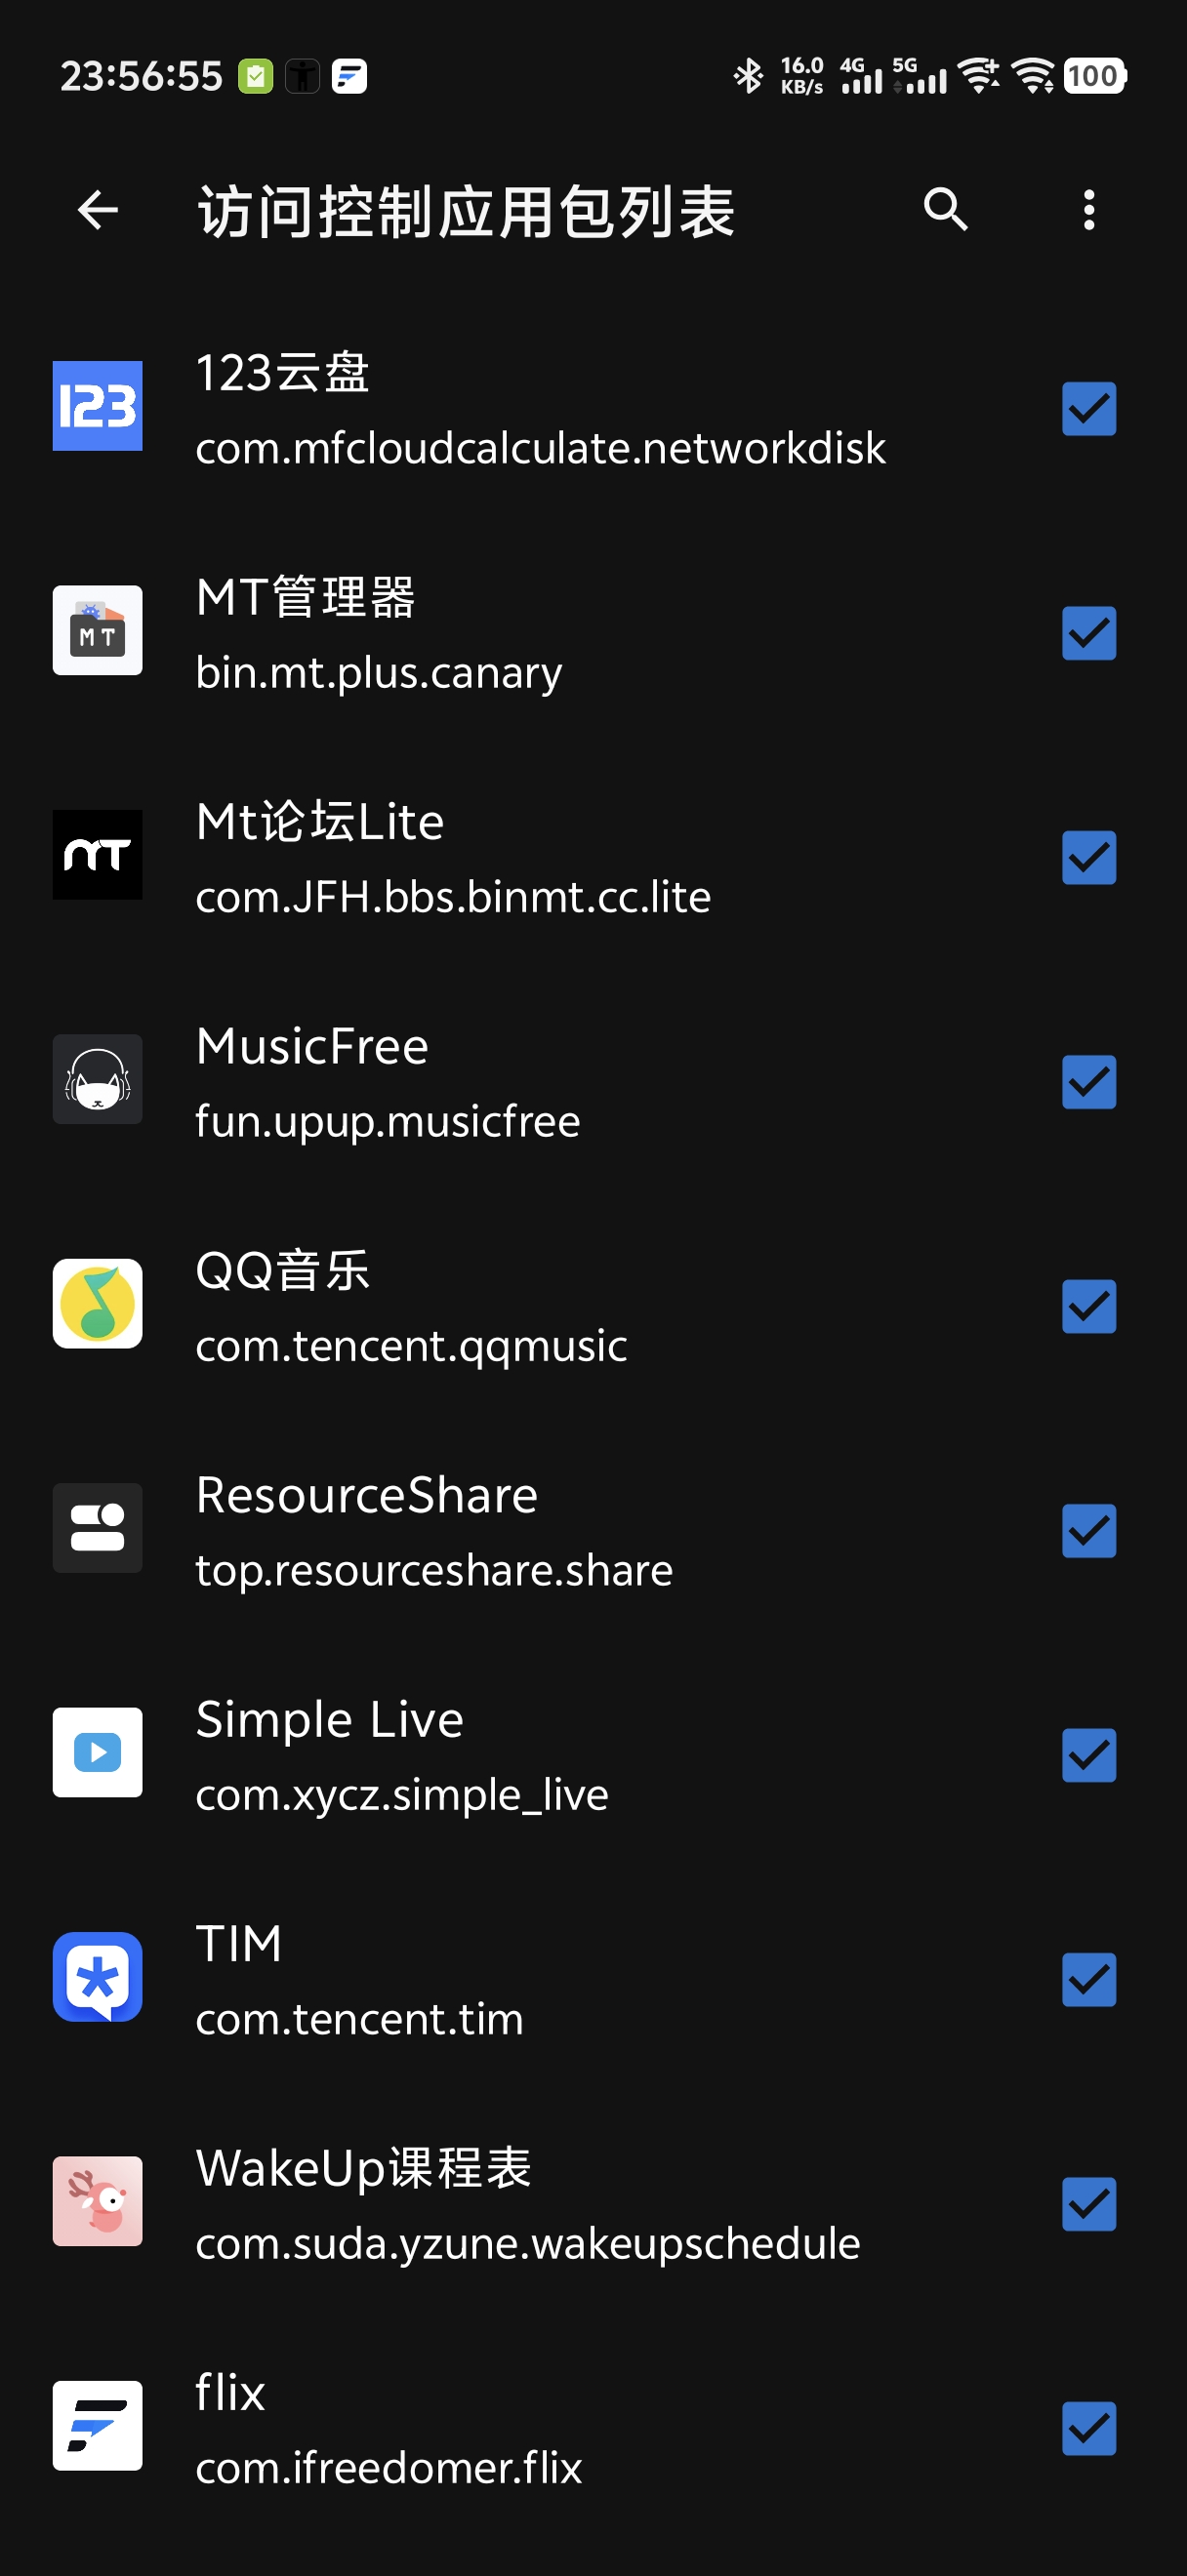 23:56:55
16.0 KB/s 4G 5G 100
访问控制应用包列表
123
123云盘
com.mfcloudcalculate.networkdisk
MT
MT管理器
bin.mt.plus.canary
MT
Mt论坛Lite
com.JFH.bbs.binmt.cc.lite
MusicFree
fun.upup.musicfree
QQ音乐
com.tencent.qqmusic
ResourceShare
top.resourceshare.share
Simple Live
com.xycz.simple_live
TIM
com.tencent.tim
WakeUp课程表
com.suda.yzune.wakeupschedule
flix
com.ifreedomer.flix